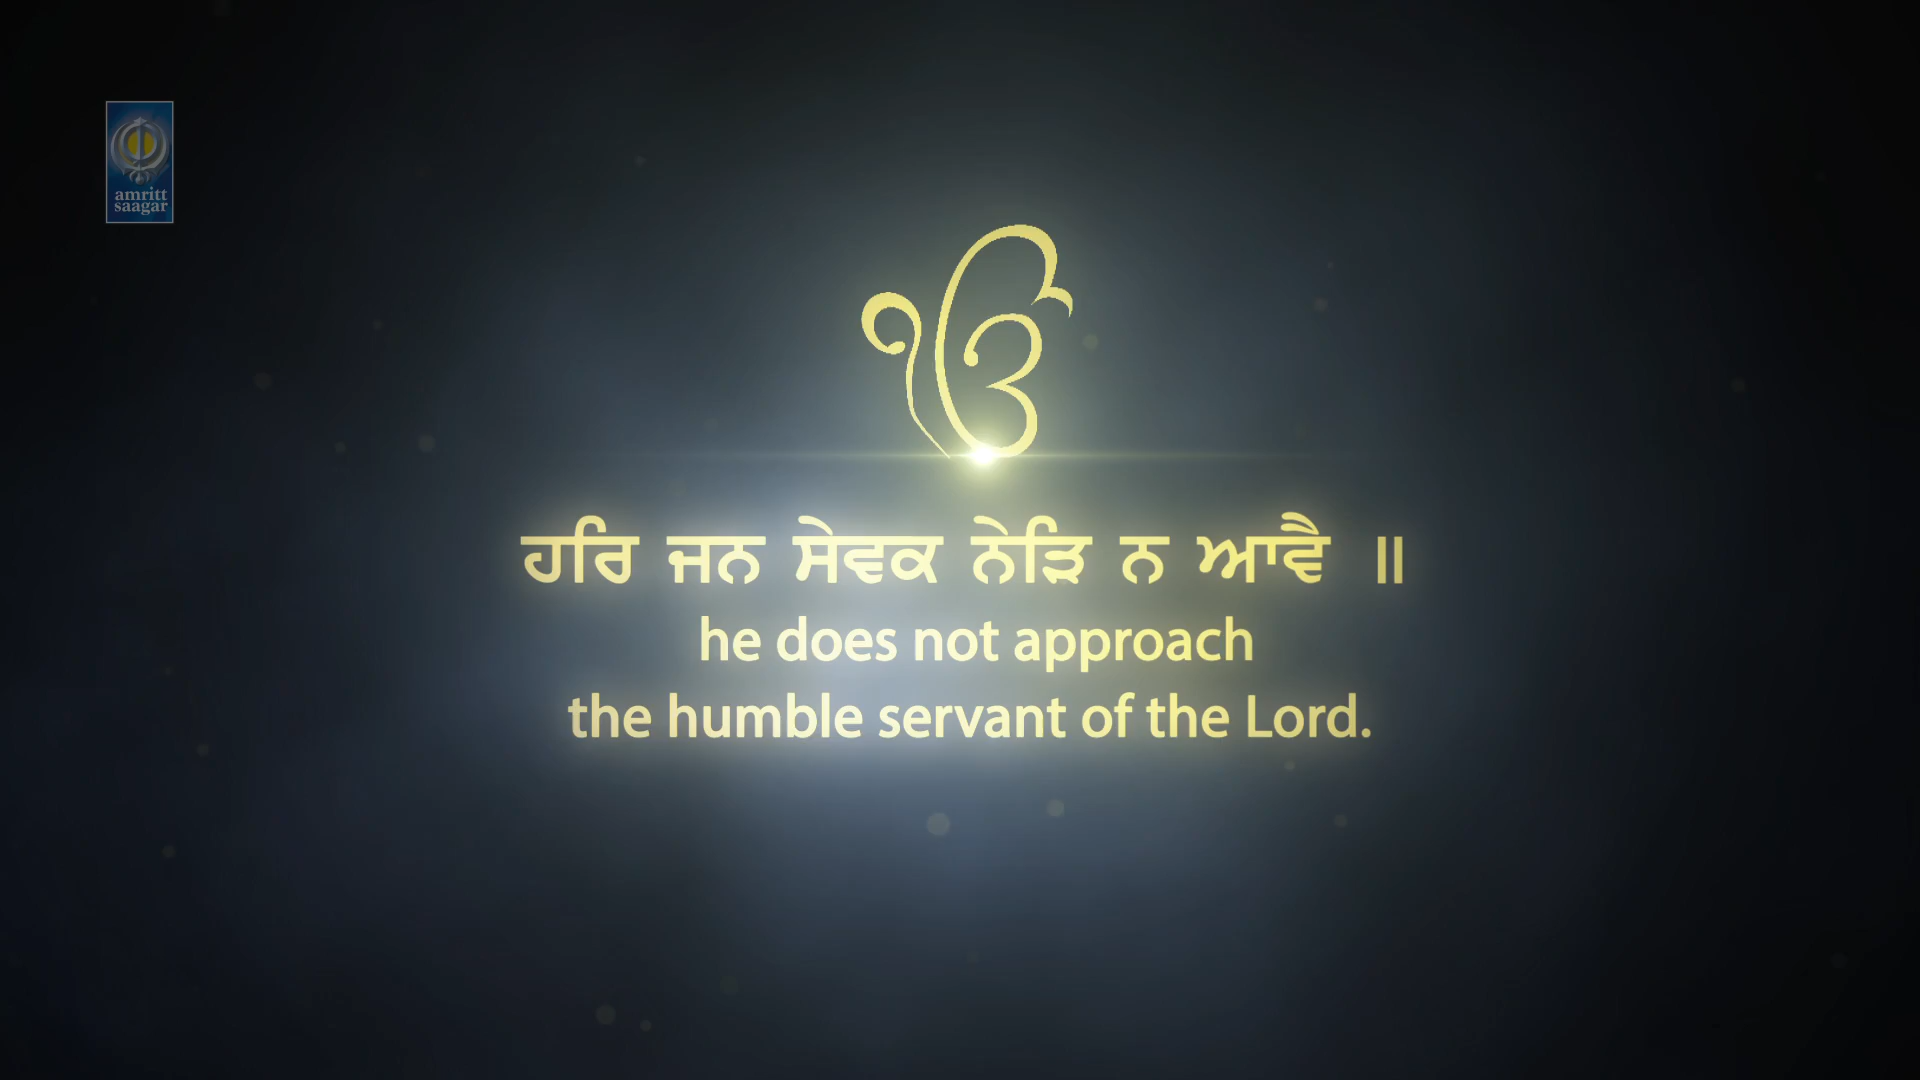 amritt
saagar
ੴ
ਹਰਿ ਜਨ ਸੇਵਕ ਨੇੜਿ ਨ ਆਵੈ ॥
he does not approach
the humble servant of the Lord.